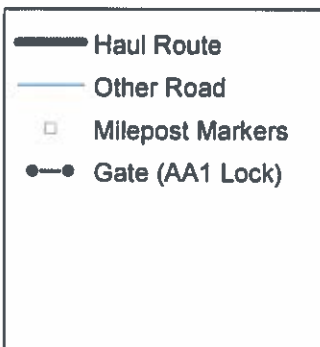 Haul Route
Other Road
Milepost Markers
Gate (AA1 Lock)